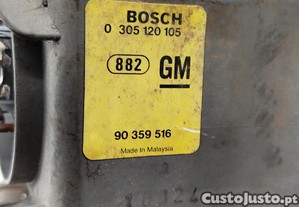 BOSCH
0 305 120 105
882 GM
90 359 516
Made in Malaysia
CustoJusto.pt